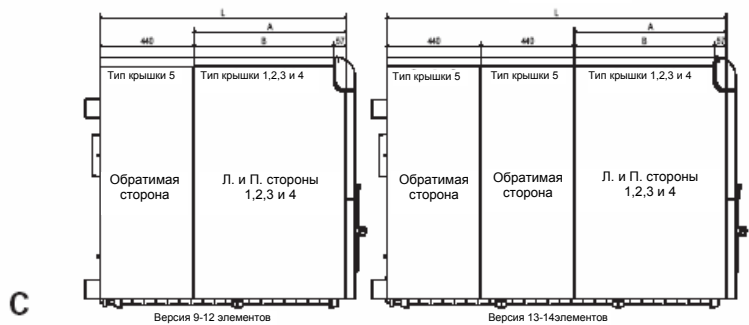 L
A
440
B
52
Тип крышки 5
Тип крышки 1,2,3 и 4
Обратимая
сторона
Л. и П. стороны
1,2,3 и 4
Версия 9-12 элементов
L
A
440
440
B
52
Тип крышки 5
Тип крышки 5
Тип крышки 1,2,3 и 4
Обратимая
сторона
Обратимая
сторона
Л. и П. стороны
1,2,3 и 4
Версия 13-14элементов
C